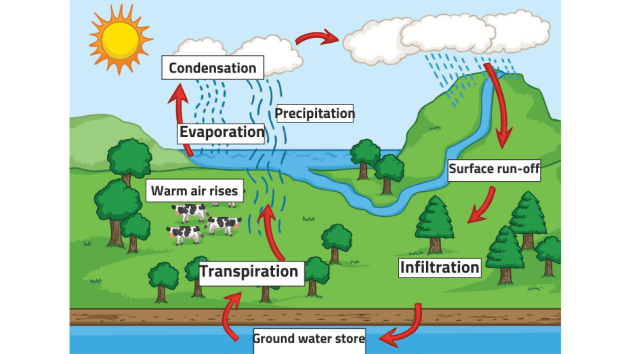 Condensation
Precipitation
Evaporation
Surface run-off
Warm air rises
Transpiration
Infiltration
Ground water store